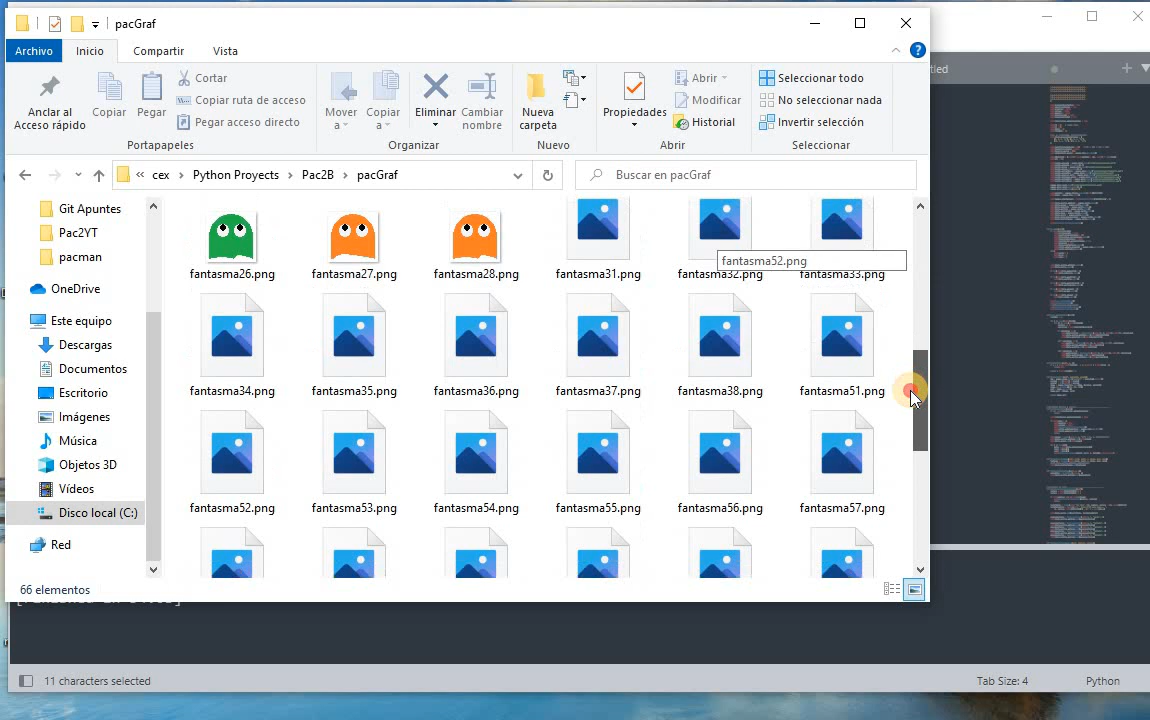 pacGraf
Archivo Inicio Compartir Vista
Anclar al Acceso rápido
Copiar
Pegar
Cortar
Copiar ruta de acceso
Pegar acceso directo
Portapapeles
Mover a
Copiar a
Eliminar
Cambiar nombre
Organizar
Nueva carpeta
Nuevo
Propiedades
Abrir
Modificar
Historial
Abrir
Seleccionar todo
No seleccionar nada
Invertir selección
Seleccionar
« cex > Python Proyects > Pac2B > pacGraf
Buscar en pacGraf
Git Apuntes
Pac2YT
pacman
OneDrive
Este equipo
Descargas
Documentos
Escritorio
Imágenes
Música
Objetos 3D
Vídeos
Disco local (C:)
Red
fantasma26.png fantasma27.png fantasma28.png fantasma31.png fantasma32.png fantasma33.png
fantasma52.png
fantasma34.png fantasma35.png fantasma36.png fantasma37.png fantasma38.png fantasma51.png
fantasma52.png fantasma53.png fantasma54.png fantasma55.png fantasma56.png fantasma57.png
66 elementos
11 characters selected
Tab Size: 4
Python